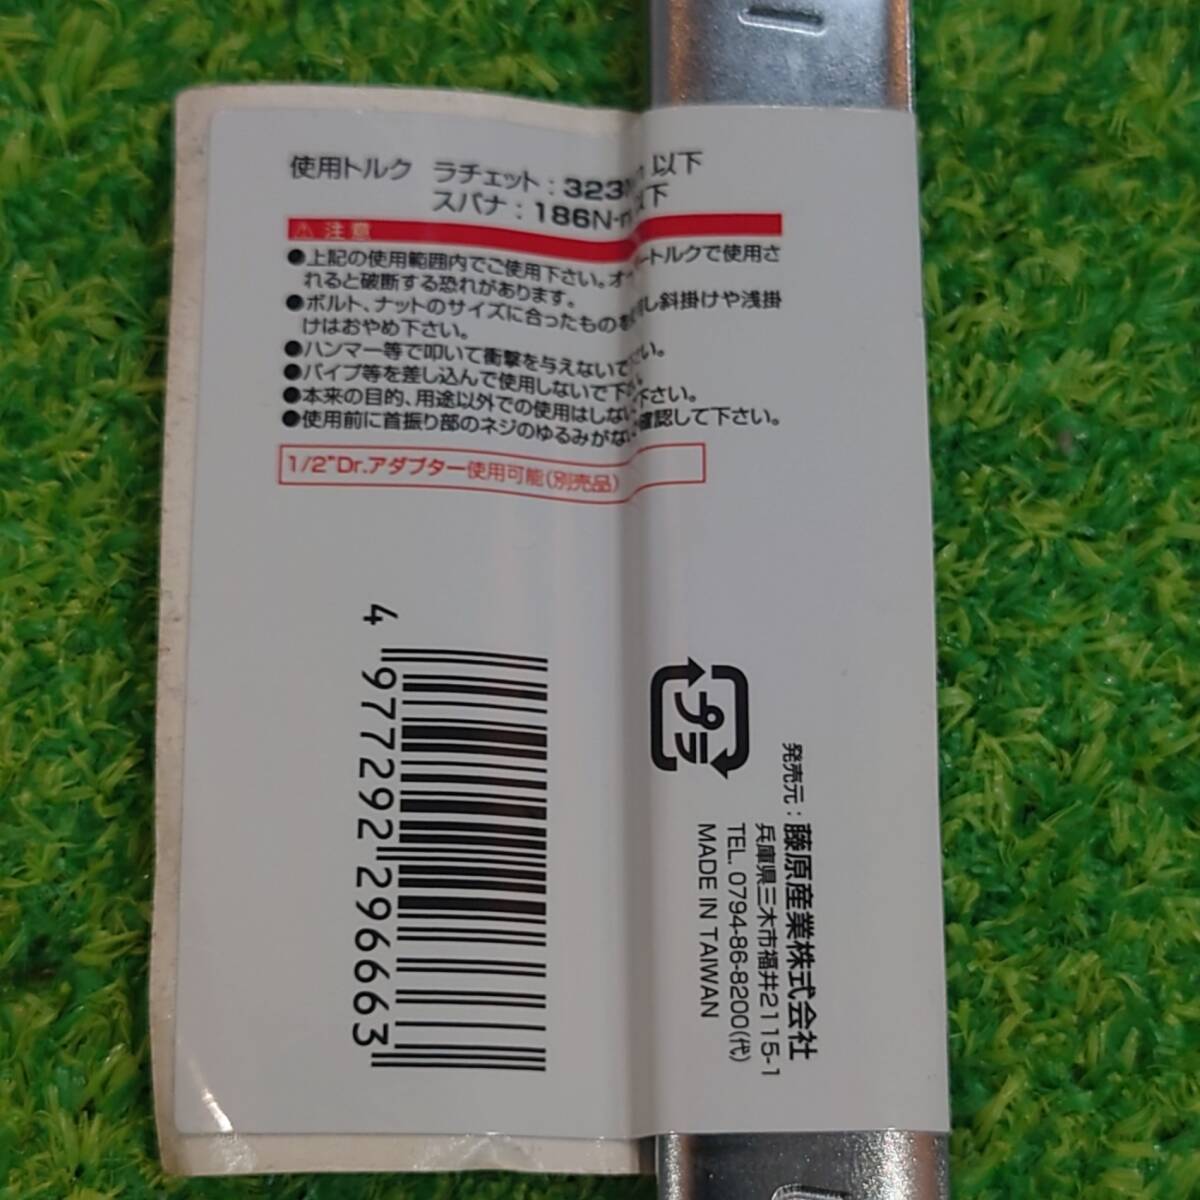 使用トルク ラチェット：323N 以下
スパナ：186N-m 以下
⚠ 注意
●上記の使用範囲内でご使用下さい。オ ートルクで使用さ
れると破断する恐れがあります。
●ボルト、ナットのサイズに合ったものを 用し斜掛けや浅掛
けはおやめ下さい。
●ハンマー等で叩いて衝撃を与えないで下さい。
●パイプ等を差し込んで使用しないで下さい。
●本来の目的、用途以外での使用はしない 下さい。
●使用前に首振り部のネジのゆるみがない 確認して下さい。
1/2"Dr.アダプター使用可能（別売品）
4 977292 296663
プラ
発売元：藤原産業株式会社
兵庫県三木市福井2115-1
TEL. 0794-86-8200(代)
MADE IN TAIWAN